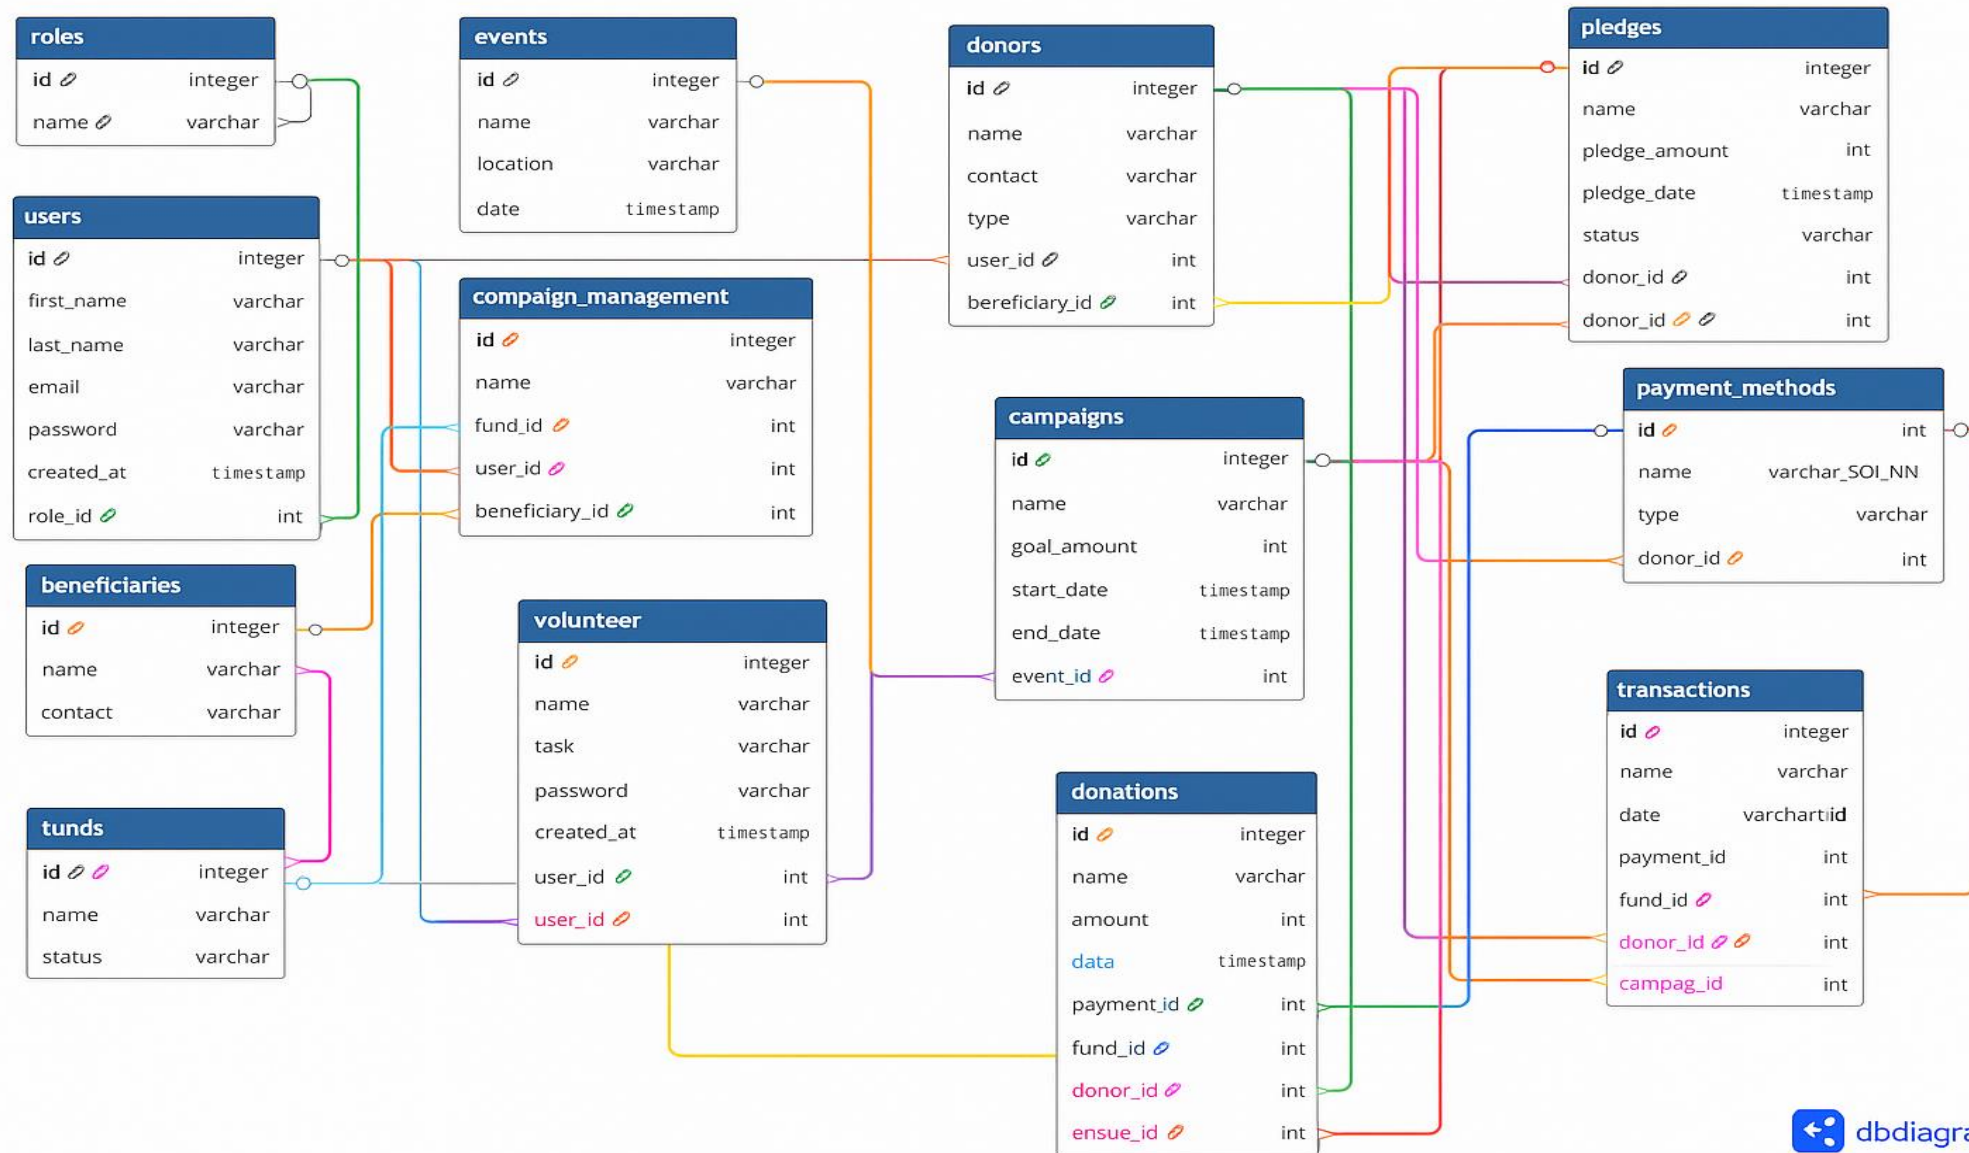 roles
id integer
name varchar
users
id integer
first_name varchar
last_name varchar
email varchar
password varchar
created_at timestamp
role_id int
beneficiaries
id integer
name varchar
contact varchar
tunds
id integer
name varchar
status varchar
events
id integer
name varchar
location varchar
date timestamp
compaign_management
id integer
name varchar
fund_id int
user_id int
beneficiary_id int
volunteer
id integer
name varchar
task varchar
password varchar
created_at timestamp
user_id int
user_id int
donors
id integer
name varchar
contact varchar
type varchar
user_id int
bereficlary_id int
campaigns
id integer
name varchar
goal_amount int
start_date timestamp
end_date timestamp
event_id int
donations
id integer
name varchar
amount int
data timestamp
payment_id int
fund_id int
donor_id int
ensue_id int
pledges
id integer
name varchar
pledge_amount int
pledge_date timestamp
status varchar
donor_id int
donor_id int
payment_methods
id int
name varchar_SOI_NN
type varchar
donor_id int
transactions
id integer
name varchar
date varchartiid
payment_id int
fund_id int
donor_id int
campag_id int
dbdiagra